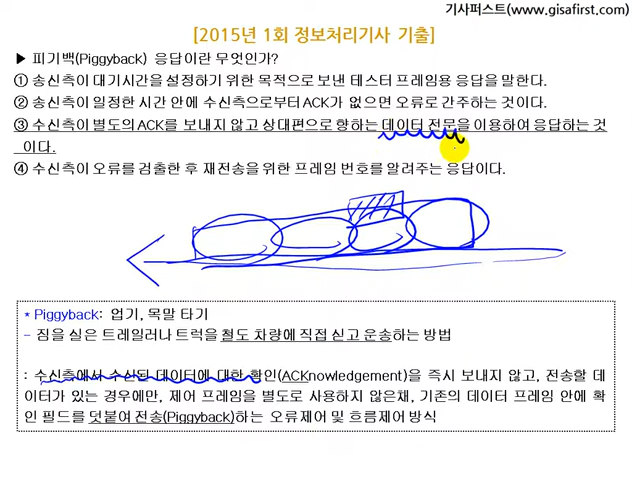 기사퍼스트(www.gisafirst.com)
[2015년 1회 정보처리기사 기출]
▶ 피기백(Piggyback) 응답이란 무엇인가?
① 송신측이 대기시간을 설정하기 위한 목적으로 보낸 테스터 프레임용 응답을 말한다.
② 송신측이 일정한 시간 안에 수신측으로부터 ACK가 없으면 오류로 간주하는 것이다.
③ 수신측이 별도의 ACK를 보내지 않고 상대편으로 향하는 데이터 전문을 이용하여 응답하는 것
이다.
④ 수신측이 오류를 검출한 후 재전송을 위한 프레임 번호를 알려주는 응답이다.
* Piggyback: 업기, 목말 타기
- 짐을 실은 트레일러나 트럭을 철도 차량에 직접 싣고 운송하는 방법
: 수신측에서 수신된 데이터에 대한 확인(ACKnowledgement)을 즉시 보내지 않고, 전송할 데
이터가 있는 경우에만, 제어 프레임을 별도로 사용하지 않은채, 기존의 데이터 프레임 안에 확
인 필드를 덧붙여 전송(Piggyback)하는 오류제어 및 흐름제어 방식